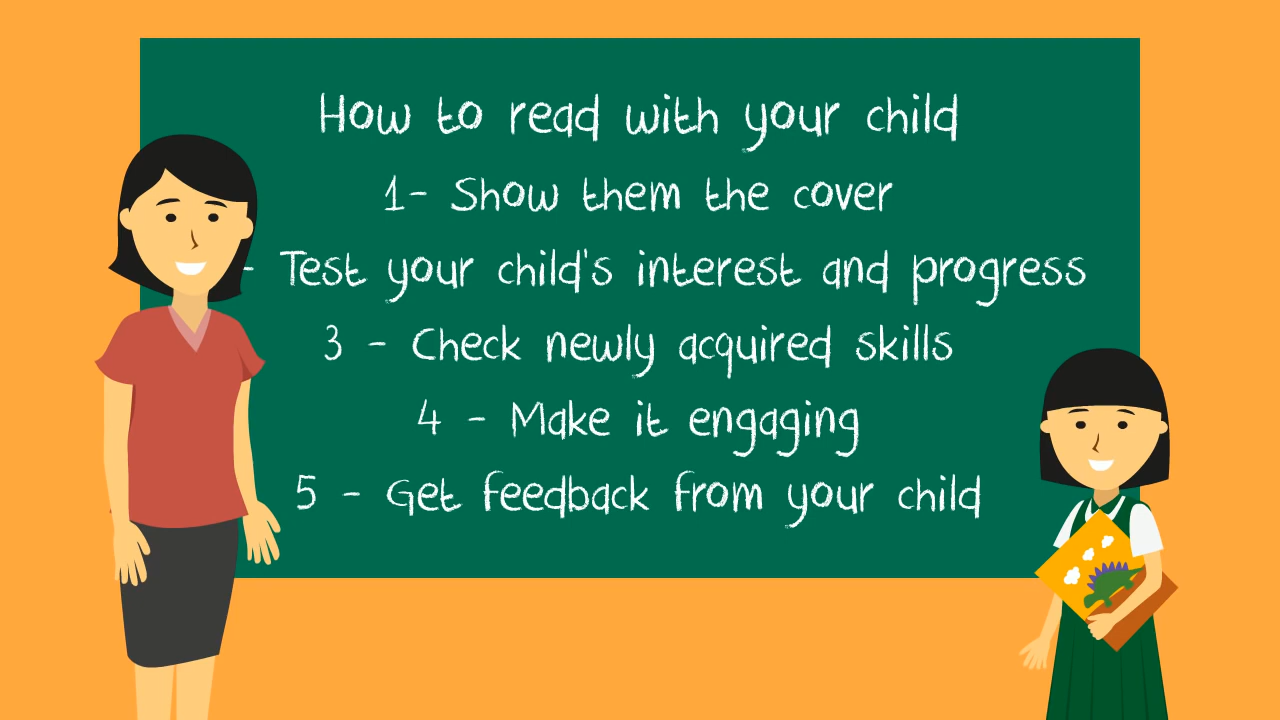 How to read with your child
1- Show them the cover
- Test your child's interest and progress
3 - Check newly acquired skills
4 - Make it engaging
5 - Get feedback from your child